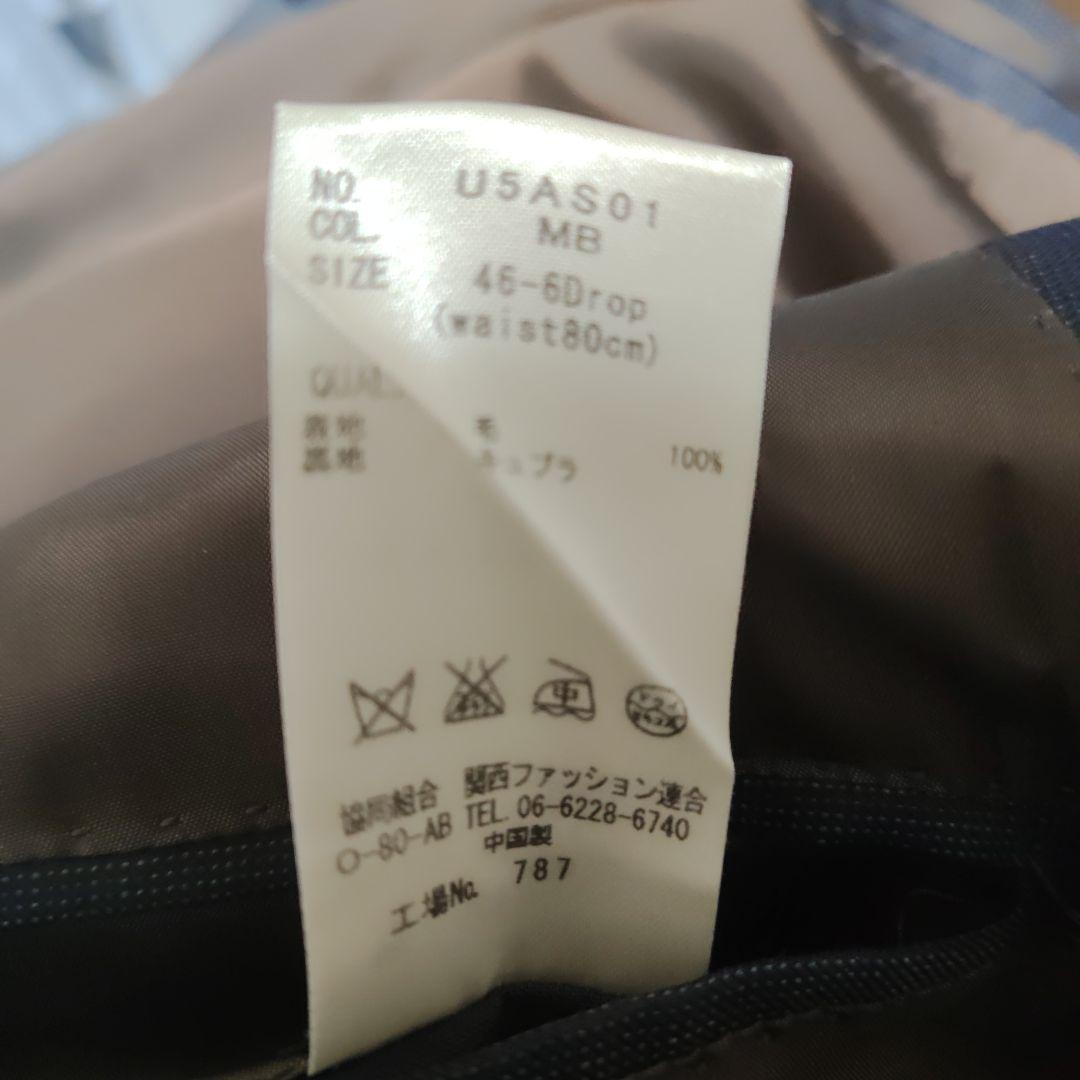 NO. U5AS01
COL. MB
SIZE 46-6Drop
(waist80cm)
表地 毛
裏地 キュプラ 100%
中
協同組合 関西ファッション連合
O-80-AB TEL. 06-6228-6740
中国製
工場No. 787